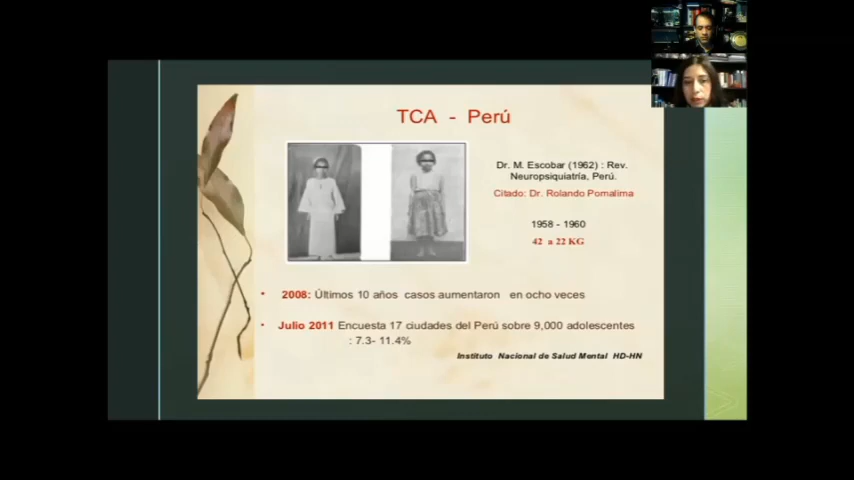 TCA - Perú
Dr. M. Escobar (1962) : Rev.
Neuropsiquiatría, Perú.
Citado: Dr. Rolando Pomalima
1958 - 1960
42 a 22 KG
• 2008: Últimos 10 años casos aumentaron en ocho veces
• Julio 2011 Encuesta 17 ciudades del Perú sobre 9,000 adolescentes
: 7.3- 11.4%
Instituto Nacional de Salud Mental HD-HN